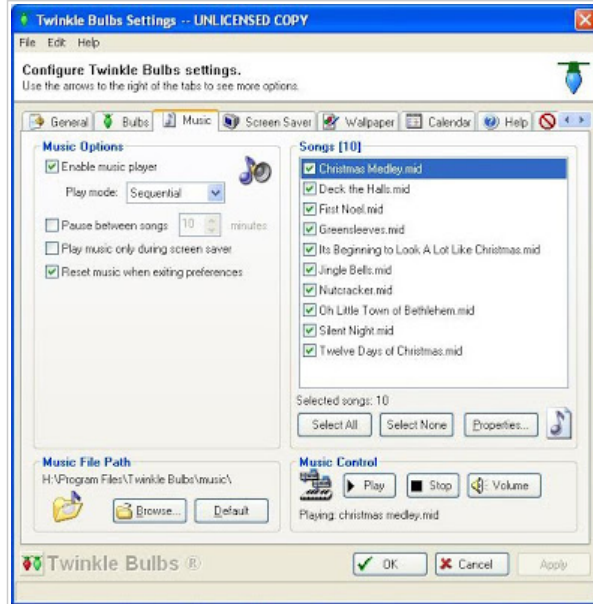 Twinkle Bulbs Settings -- UNLICENSED COPY
File Edit Help
Configure Twinkle Bulbs settings.
Use the arrows to the right of the tabs to see more options.
General Bulbs Music Screen Saver Wallpaper Calendar Help
Music Options
Enable music player
Play mode: Sequential
Pause between songs 10 minutes
Play music only during screen saver
Reset music when exiting preferences
Songs [10]
Christmas Medley.mid
Deck the Halls.mid
First Noel.mid
Greensleeves.mid
Its Beginning to Look A Lot Like Christmas.mid
Jingle Bells.mid
Nutcracker.mid
Oh Little Town of Bethlehem.mid
Silent Night.mid
Twelve Days of Christmas.mid
Selected songs: 10
Select All Select None Properties...
Music File Path
H:\Program Files\Twinkle Bulbs\music\
Browse... Default
Music Control
Play Stop Volume
Playing: christmas medley.mid
Twinkle Bulbs ®
OK Cancel Apply